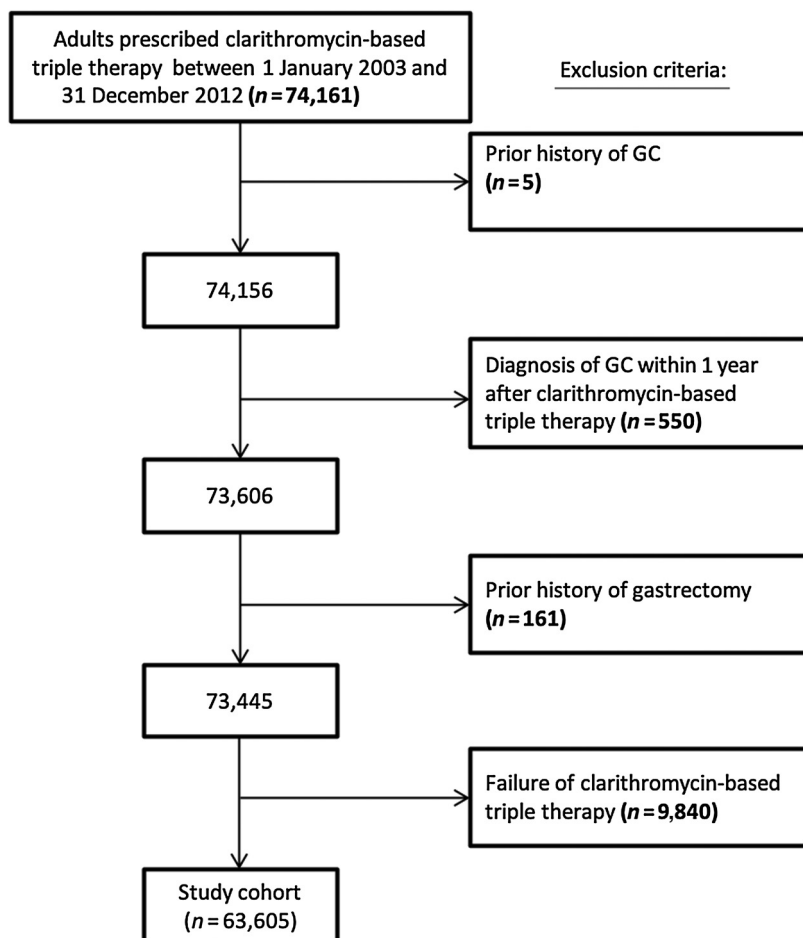 Adults prescribed clarithromycin-based
triple therapy between 1 January 2003 and
31 December 2012 (n=74,161)
Exclusion criteria:
Prior history of GC
(n=5)
74,156
Diagnosis of GC within 1 year
after clarithromycin-based
triple therapy (n=550)
73,606
Prior history of gastrectomy
(n=161)
73,445
Failure of clarithromycin-based
triple therapy (n=9,840)
Study cohort
(n=63,605)